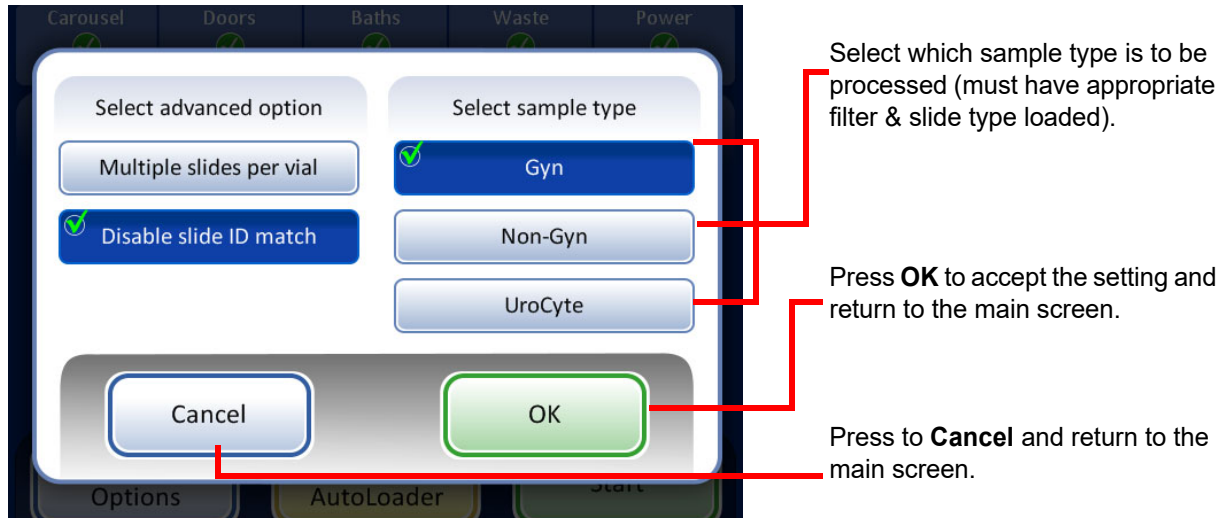 Carousel Doors Baths Waste Power
Select advanced option
Select sample type
Multiple slides per vial
Gyn
Disable slide ID match
Non-Gyn
UroCyte
Cancel
OK
Options
AutoLoader
Start
Select which sample type is to be
processed (must have appropriate
filter & slide type loaded).
Press OK to accept the setting and
return to the main screen.
Press to Cancel and return to the
main screen.